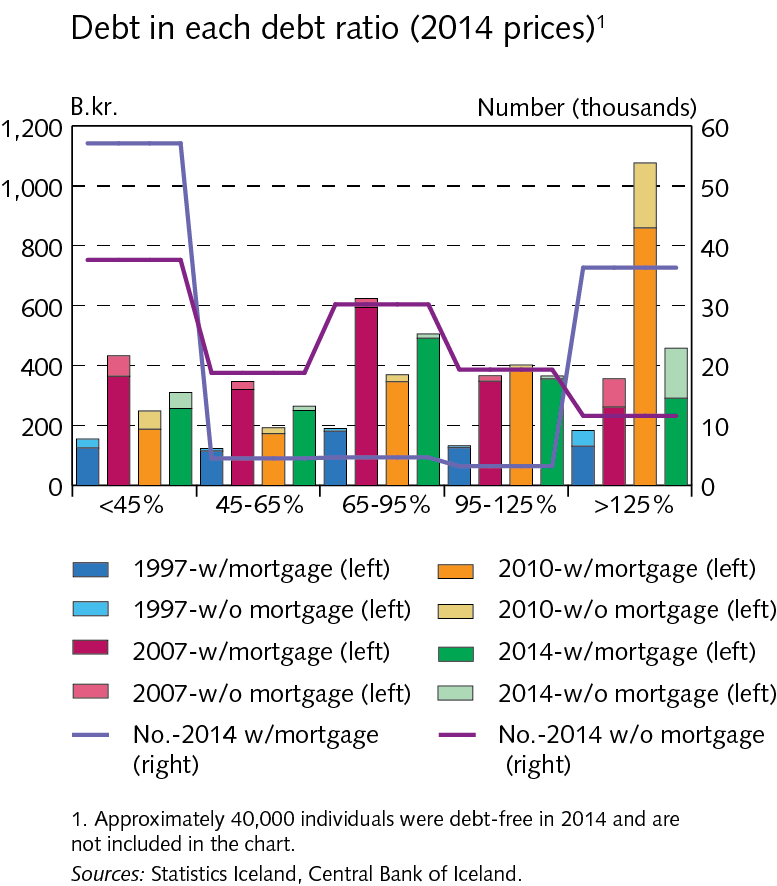 Debt in each debt ratio (2014 prices)¹
B.kr. Number (thousands)
1,200 60
1,000 50
800 40
600 30
400 20
200 10
0 0
<45% 45-65% 65-95% 95-125% >125%
1997-w/mortgage (left) 2010-w/mortgage (left)
1997-w/o mortgage (left) 2010-w/o mortgage (left)
2007-w/mortgage (left) 2014-w/mortgage (left)
2007-w/o mortgage (left) 2014-w/o mortgage (left)
No.-2014 w/mortgage No.-2014 w/o mortgage
(right) (right)
1. Approximately 40,000 individuals were debt-free in 2014 and are
not included in the chart.
Sources: Statistics Iceland, Central Bank of Iceland.